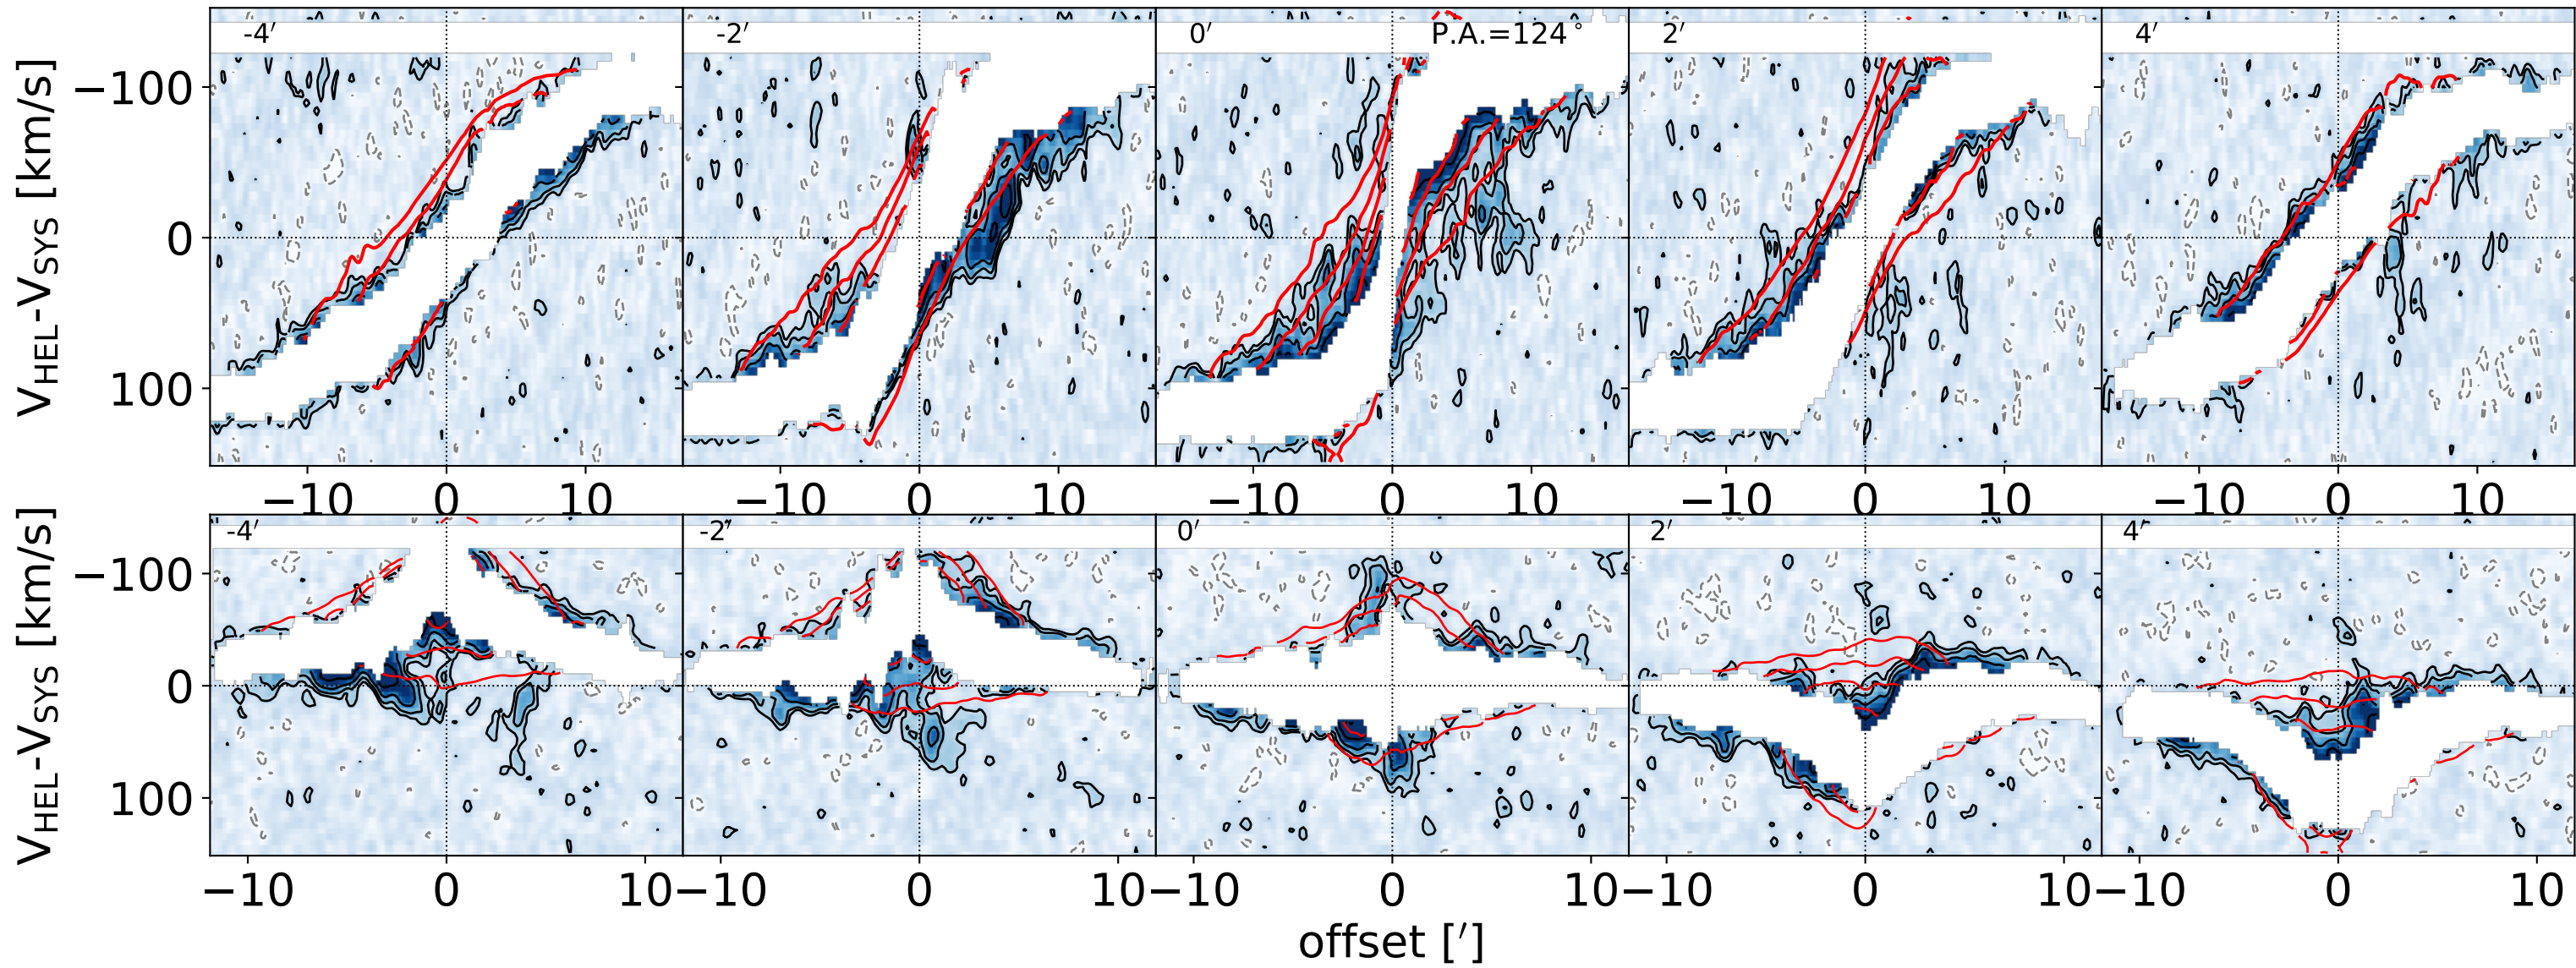 -4′ -2′ 0′ P.A.=124° 2′ 4′
V_HEL-V_SYS [km/s]
−100
0
100
−10 0 10 −10 0 10 −10 0 10 −10 0 10 −10 0 10
-4′ -2′ 0′ 2′ 4′
V_HEL-V_SYS [km/s]
−100
0
100
−10 0 10 −10 0 10 −10 0 10 −10 0 10 −10 0 10
offset [′]